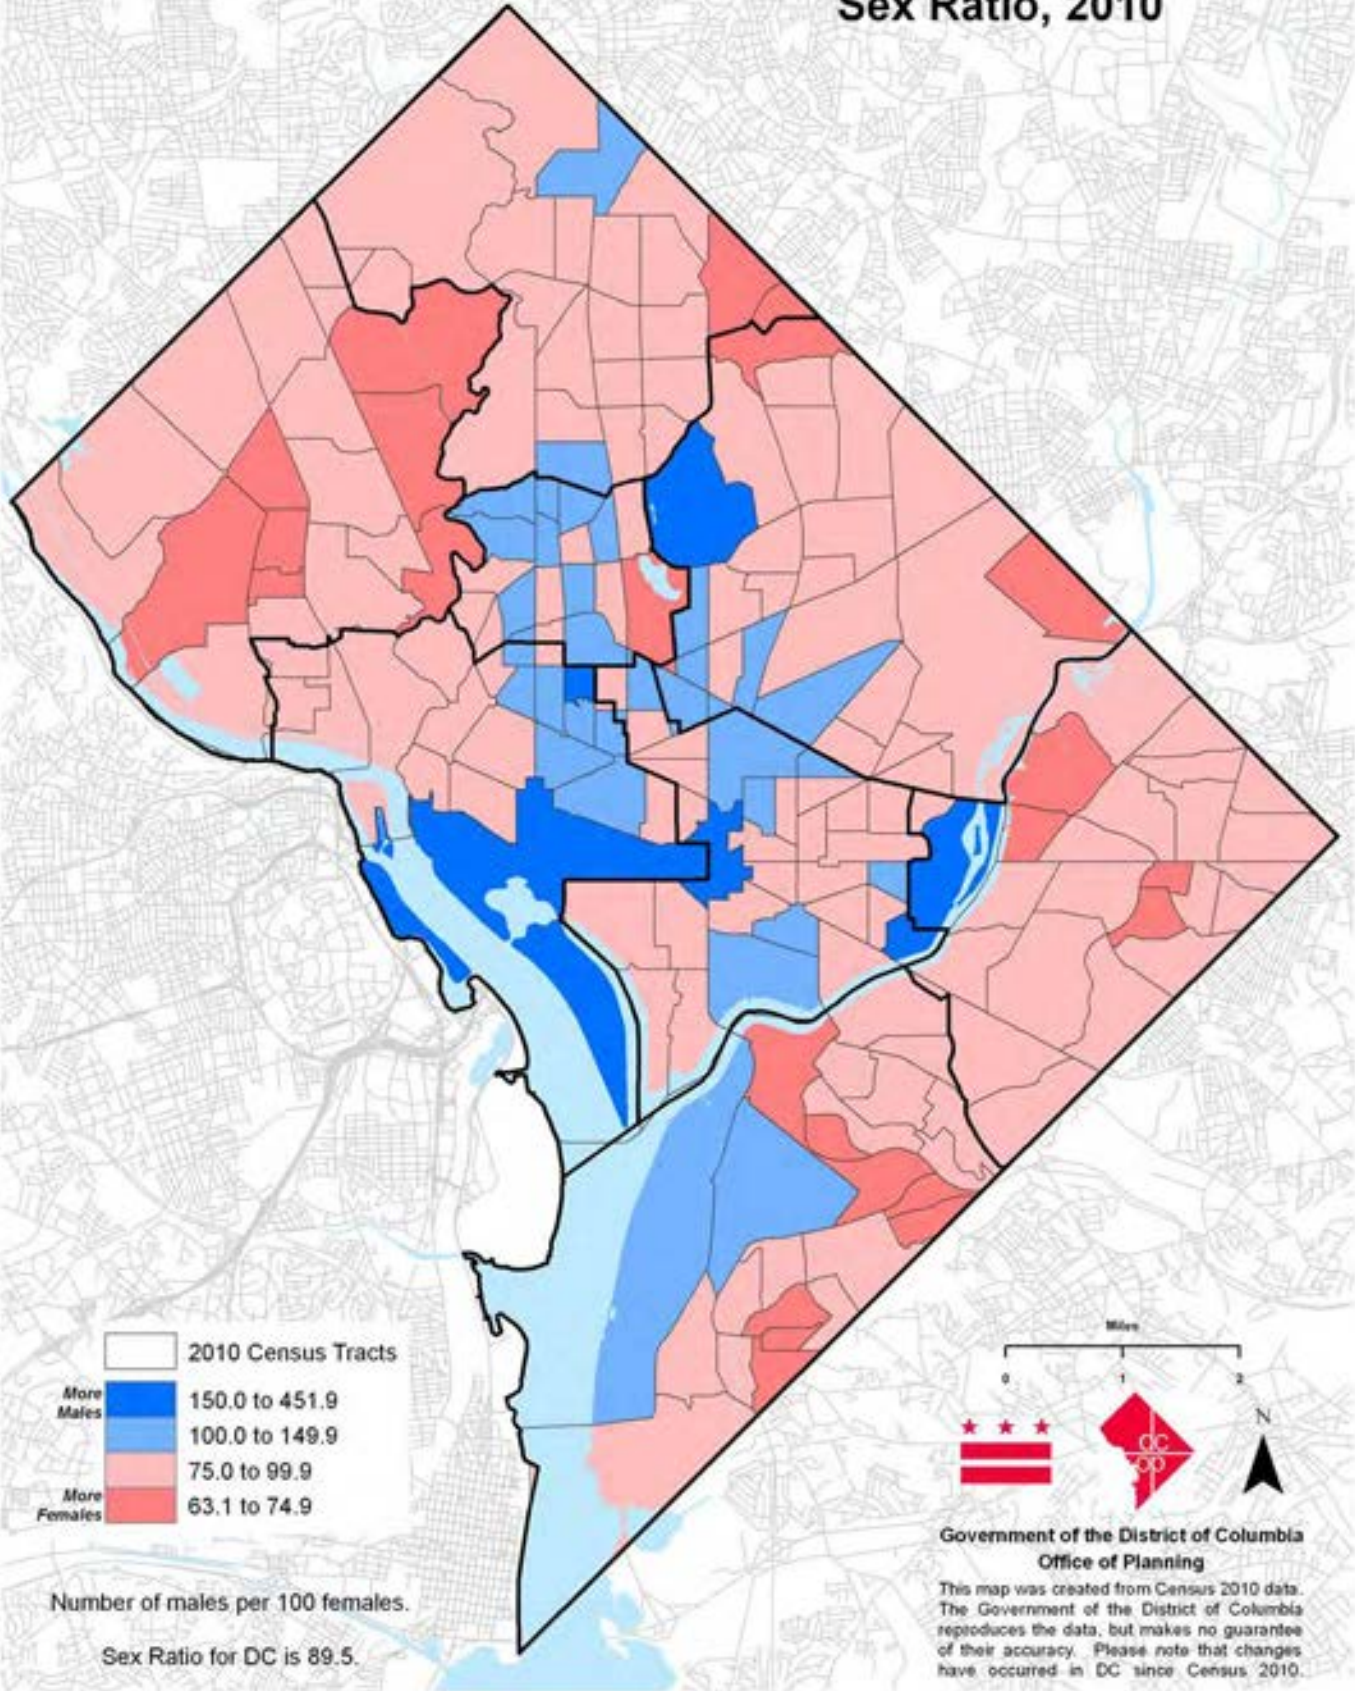 Sex Ratio, 2010
2010 Census Tracts
More
Males
150.0 to 451.9
100.0 to 149.9
75.0 to 99.9
More
Females
63.1 to 74.9
Number of males per 100 females.
Sex Ratio for DC is 89.5.
Miles
0 1 2
N
dc
op
Government of the District of Columbia
Office of Planning
This map was created from Census 2010 data.
The Government of the District of Columbia
reproduces the data, but makes no guarantee
of their accuracy. Please note that changes
have occurred in DC since Census 2010.